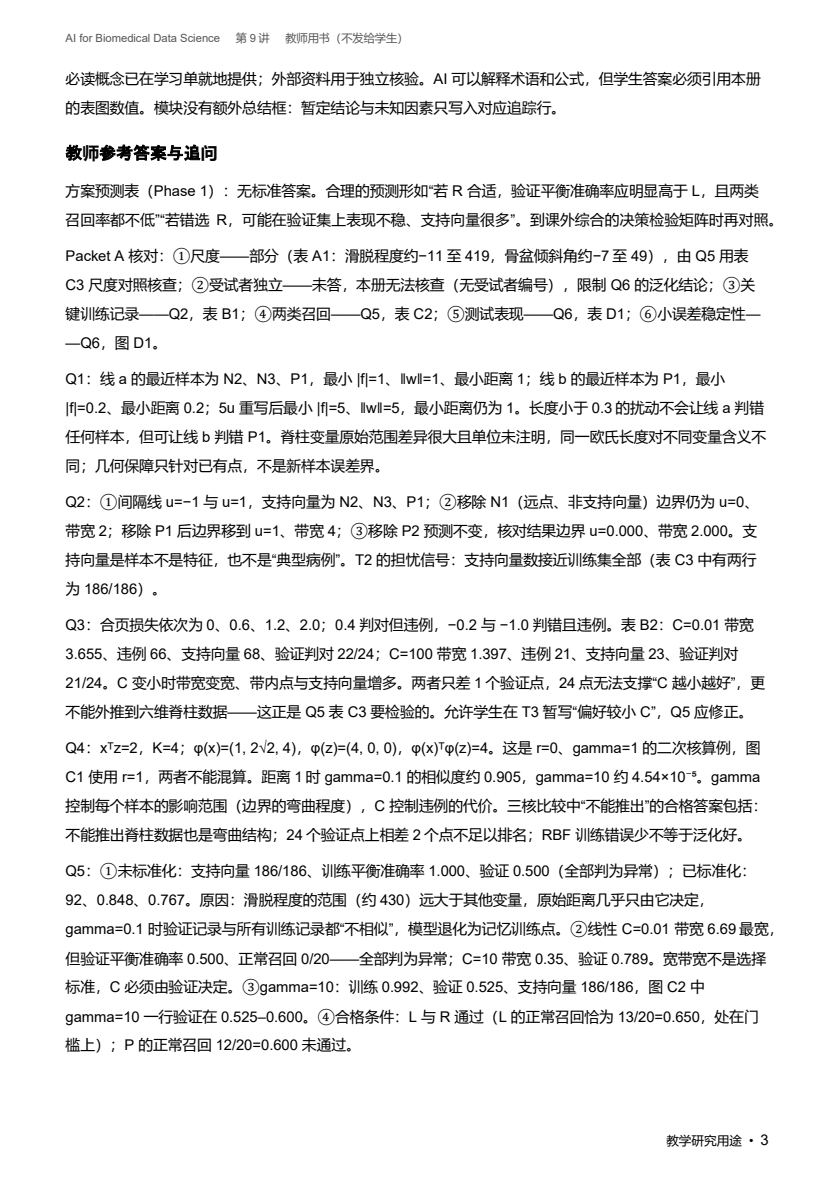 AI for Biomedical Data Science 第 9 讲 教师用书（不发给学生）
必读概念已在学习单就地提供；外部资料用于独立核验。AI 可以解释术语和公式，但学生答案必须引用本册
的表图数值。模块没有额外总结框：暂定结论与未知因素只写入对应追踪行。
教师参考答案与追问
方案预测表（Phase 1）：无标准答案。合理的预测形如“若 R 合适，验证平衡准确率应明显高于 L，且两类
召回率都不低”“若错选 R，可能在验证集上表现不稳、支持向量很多”。到课外综合的决策检验矩阵时再对照。
Packet A 核对：①尺度——部分（表 A1：滑脱程度约−11 至 419，骨盆倾斜角约−7 至 49），由 Q5 用表
C3 尺度对照核查；②受试者独立——未答，本册无法核查（无受试者编号），限制 Q6 的泛化结论；③关
键训练记录——Q2，表 B1；④两类召回——Q5，表 C2；⑤测试表现——Q6，表 D1；⑥小误差稳定性—
—Q6，图 D1。
Q1：线 a 的最近样本为 N2、N3、P1，最小 |f|=1、‖w‖=1、最小距离 1；线 b 的最近样本为 P1，最小
|f|=0.2、最小距离 0.2；5u 重写后最小 |f|=5、‖w‖=5，最小距离仍为 1。长度小于 0.3 的扰动不会让线 a 判错
任何样本，但可让线 b 判错 P1。脊柱变量原始范围差异很大且单位未注明，同一欧氏长度对不同变量含义不
同；几何保障只针对已有点，不是新样本误差界。
Q2：①间隔线 u=−1 与 u=1，支持向量为 N2、N3、P1；②移除 N1（远点、非支持向量）边界仍为 u=0、
带宽 2；移除 P1 后边界移到 u=1、带宽 4；③移除 P2 预测不变，核对结果边界 u=0.000、带宽 2.000。支
持向量是样本不是特征，也不是“典型病例”。T2 的担忧信号：支持向量数接近训练集全部（表 C3 中有两行
为 186/186）。
Q3：合页损失依次为 0、0.6、1.2、2.0；0.4 判对但违例，−0.2 与 −1.0 判错且违例。表 B2：C=0.01 带宽
3.655、违例 66、支持向量 68、验证判对 22/24；C=100 带宽 1.397、违例 21、支持向量 23、验证判对
21/24。C 变小时带宽变宽、带内点与支持向量增多。两者只差 1 个验证点，24 点无法支撑“C 越小越好”，更
不能外推到六维脊柱数据——这正是 Q5 表 C3 要检验的。允许学生在 T3 暂写“偏好较小 C”，Q5 应修正。
Q4：xᵀz=2，K=4；φ(x)=(1, 2√2, 4)，φ(z)=(4, 0, 0)，φ(x)ᵀφ(z)=4。这是 r=0、gamma=1 的二次核算例，图
C1 使用 r=1，两者不能混算。距离 1 时 gamma=0.1 的相似度约 0.905，gamma=10 约 4.54×10⁻⁵。gamma
控制每个样本的影响范围（边界的弯曲程度），C 控制违例的代价。三核比较中“不能推出”的合格答案包括：
不能推出脊柱数据也是弯曲结构；24 个验证点上相差 2 个点不足以排名；RBF 训练错误少不等于泛化好。
Q5：①未标准化：支持向量 186/186、训练平衡准确率 1.000、验证 0.500（全部判为异常）；已标准化：
92、0.848、0.767。原因：滑脱程度的范围（约 430）远大于其他变量，原始距离几乎只由它决定，
gamma=0.1 时验证记录与所有训练记录都“不相似”，模型退化为记忆训练点。②线性 C=0.01 带宽 6.69 最宽，
但验证平衡准确率 0.500、正常召回 0/20——全部判为异常；C=10 带宽 0.35、验证 0.789。宽带宽不是选择
标准，C 必须由验证决定。③gamma=10：训练 0.992、验证 0.525、支持向量 186/186，图 C2 中
gamma=10 一行验证在 0.525–0.600。④合格条件：L 与 R 通过（L 的正常召回恰为 13/20=0.650，处在门
槛上）；P 的正常召回 12/20=0.600 未通过。
教学研究用途 • 3